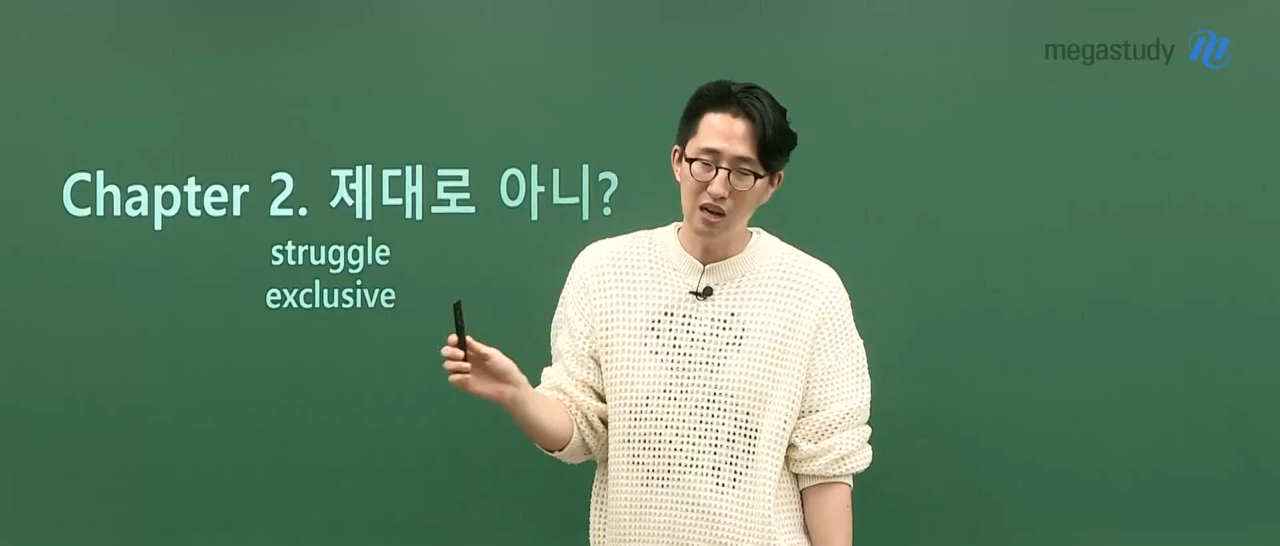 megastudy
Chapter 2. 제대로 아니?
struggle
exclusive